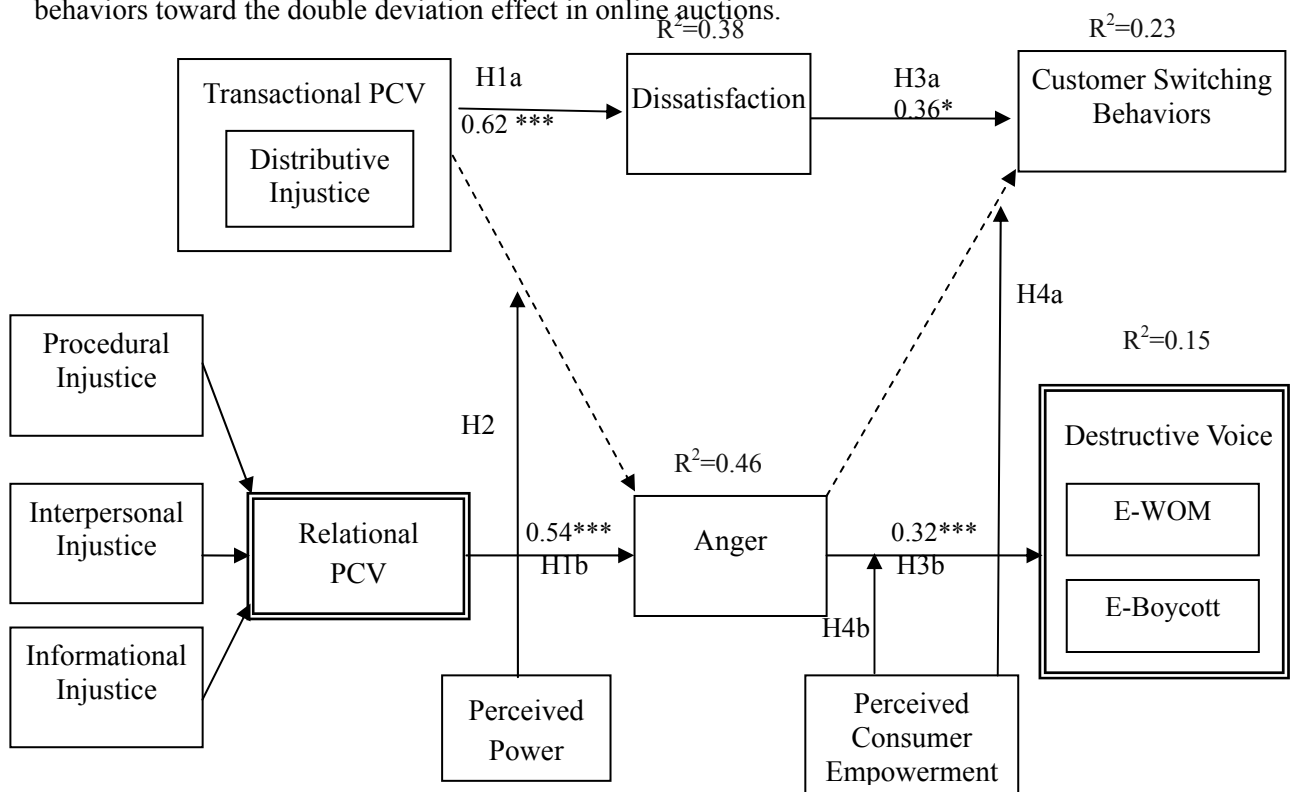 behaviors toward the double deviation effect in online auctions.
R²=0.38
R²=0.23
Transactional PCV
Distributive
Injustice
H1a
0.62 ***
Dissatisfaction
H3a
0.36*
Customer Switching
Behaviors
H4a
R²=0.15
Procedural
Injustice
H2
R²=0.46
Destructive Voice
E-WOM
E-Boycott
Interpersonal
Injustice
Relational
PCV
0.54***
H1b
Anger
0.32***
H3b
H4b
Informational
Injustice
Perceived
Power
Perceived
Consumer
Empowerment